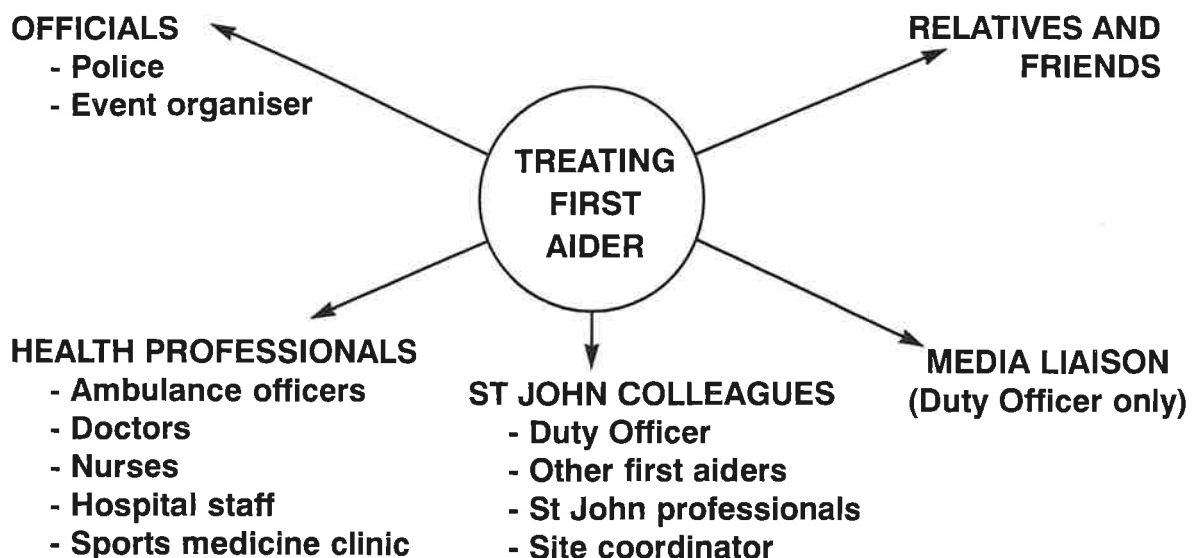 OFFICIALS
- Police
- Event organiser
RELATIVES AND
FRIENDS
TREATING
FIRST
AIDER
HEALTH PROFESSIONALS
- Ambulance officers
- Doctors
- Nurses
- Hospital staff
- Sports medicine clinic
ST JOHN COLLEAGUES
- Duty Officer
- Other first aiders
- St John professionals
- Site coordinator
MEDIA LIAISON
(Duty Officer only)